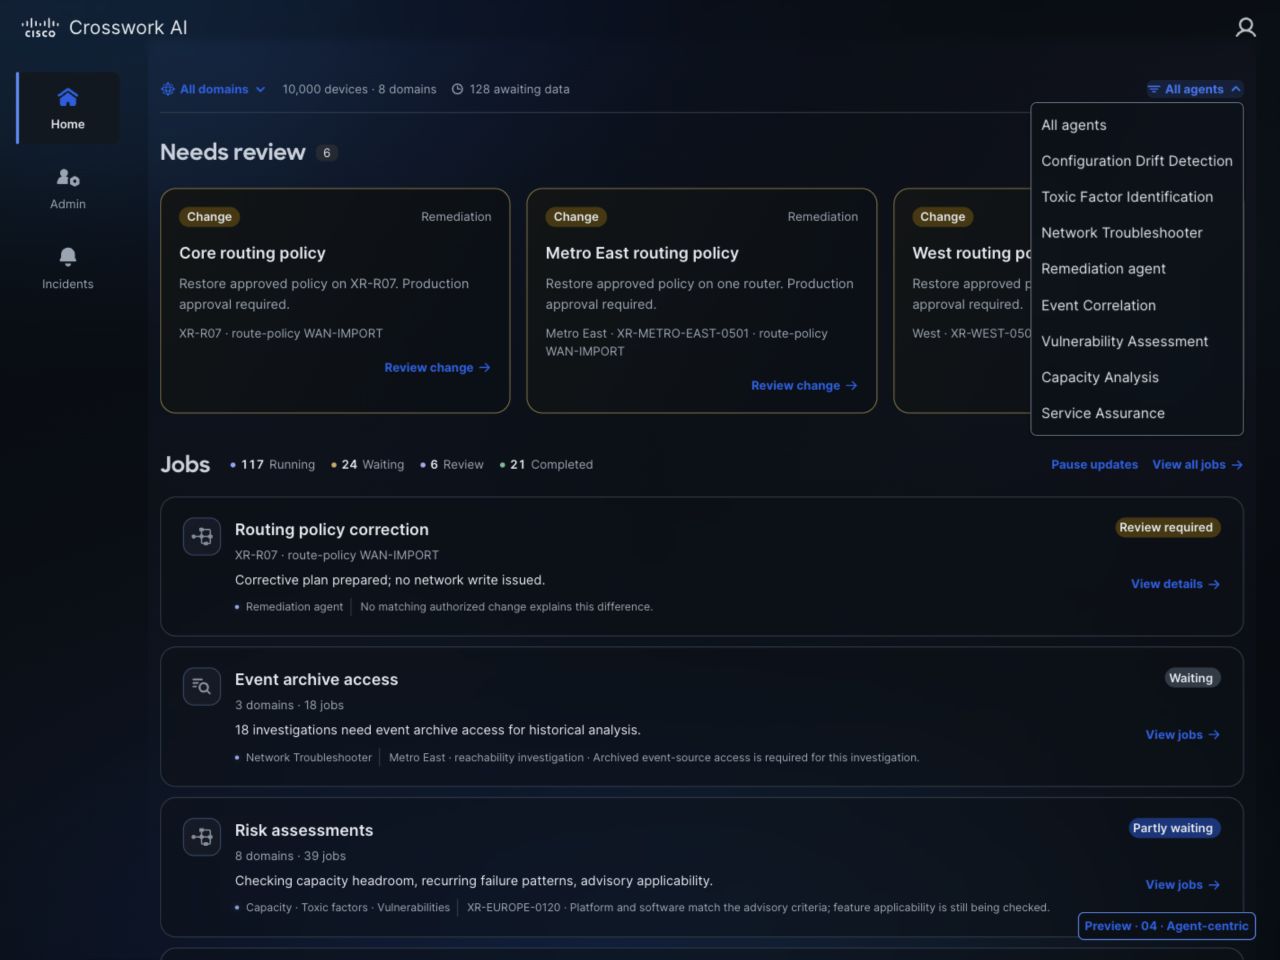 CISCO Crosswork AI
Home
Admin
Incidents
All domains 10,000 devices · 8 domains 128 awaiting data
All agents
All agents
Configuration Drift Detection
Toxic Factor Identification
Network Troubleshooter
Remediation agent
Event Correlation
Vulnerability Assessment
Capacity Analysis
Service Assurance
Needs review 6
Change Remediation
Core routing policy
Restore approved policy on XR-R07. Production
approval required.
XR-R07 · route-policy WAN-IMPORT
Review change →
Change Remediation
Metro East routing policy
Restore approved policy on one router. Production
approval required.
Metro East · XR-METRO-EAST-0501 · route-policy
WAN-IMPORT
Review change →
Change
West routing po
Restore approved p
approval required.
West · XR-WEST-050
Jobs • 117 Running • 24 Waiting • 6 Review • 21 Completed
Pause updates View all jobs →
Routing policy correction
Review required
XR-R07 · route-policy WAN-IMPORT
Corrective plan prepared; no network write issued.
View details →
• Remediation agent | No matching authorized change explains this difference.
Event archive access
Waiting
3 domains · 18 jobs
18 investigations need event archive access for historical analysis.
View jobs →
• Network Troubleshooter | Metro East · reachability investigation · Archived event-source access is required for this investigation.
Risk assessments
Partly waiting
8 domains · 39 jobs
Checking capacity headroom, recurring failure patterns, advisory applicability.
View jobs →
• Capacity · Toxic factors · Vulnerabilities | XR-EUROPE-0120 · Platform and software match the advisory criteria; feature applicability is still being checked.
Preview · 04 · Agent-centric